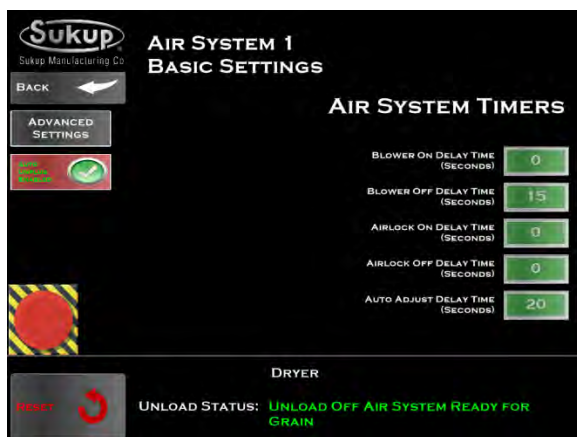 Sukup
Sukup Manufacturing Co
BACK
ADVANCED
SETTINGS
AIR SYSTEM 1
BASIC SETTINGS
AIR SYSTEM TIMERS
BLOWER ON DELAY TIME
(SECONDS)
0
BLOWER OFF DELAY TIME
(SECONDS)
15
AIRLOCK ON DELAY TIME
(SECONDS)
0
AIRLOCK OFF DELAY TIME
(SECONDS)
0
AUTO ADJUST DELAY TIME
(SECONDS)
20
RESET
DRYER
UNLOAD STATUS: UNLOAD OFF AIR SYSTEM READY FOR
GRAIN